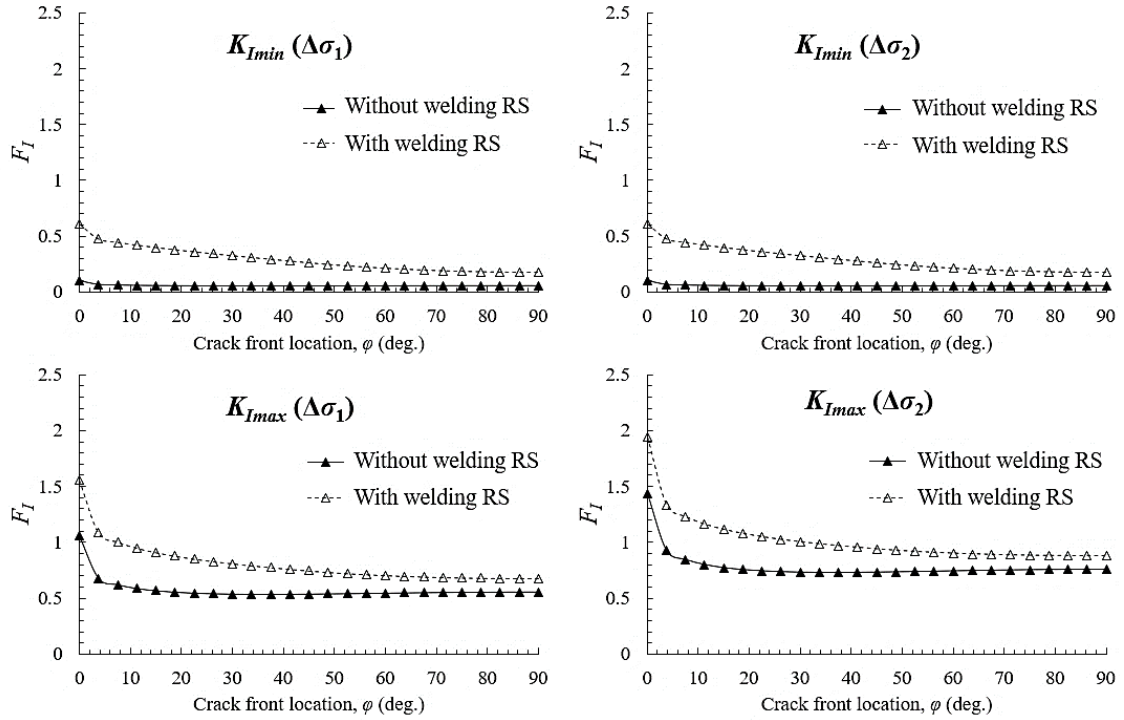 2.5
K_Imin (Δσ₁)
2
Without welding RS
1.5
With welding RS
F_I
1
0.5
0
0 10 20 30 40 50 60 70 80 90
Crack front location, φ (deg.)
2.5
K_Imin (Δσ₂)
2
Without welding RS
1.5
With welding RS
F_I
1
0.5
0
0 10 20 30 40 50 60 70 80 90
Crack front location, φ (deg.)
2.5
K_Imax (Δσ₁)
2
Without welding RS
1.5
With welding RS
F_I
1
0.5
0
0 10 20 30 40 50 60 70 80 90
Crack front location, φ (deg.)
2.5
K_Imax (Δσ₂)
2
Without welding RS
1.5
With welding RS
F_I
1
0.5
0
0 10 20 30 40 50 60 70 80 90
Crack front location, φ (deg.)